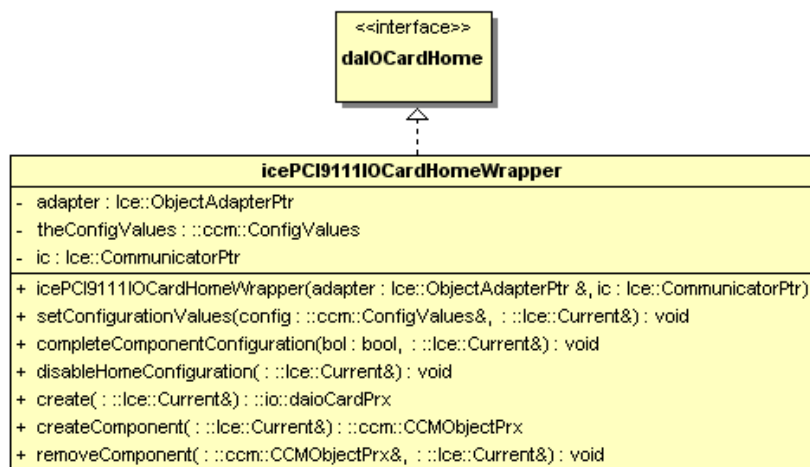 <<interface>>
daIOCardHome
icePCI9111IOCardHomeWrapper
- adapter : Ice::ObjectAdapterPtr
- theConfigValues : ::ccm::ConfigValues
- ic : Ice::CommunicatorPtr
+ icePCI9111IOCardHomeWrapper(adapter : Ice::ObjectAdapterPtr &, ic : Ice::CommunicatorPtr)
+ setConfigurationValues(config : ::ccm::ConfigValues&, : ::Ice::Current&) : void
+ completeComponentConfiguration(bol : bool, : ::Ice::Current&) : void
+ disableHomeConfiguration( : ::Ice::Current&) : void
+ create( : ::Ice::Current&) : ::io::daioCardPrx
+ createComponent( : ::Ice::Current&) : ::ccm::CCMObjectPrx
+ removeComponent( : ::ccm::CCMObjectPrx&, : ::Ice::Current&) : void